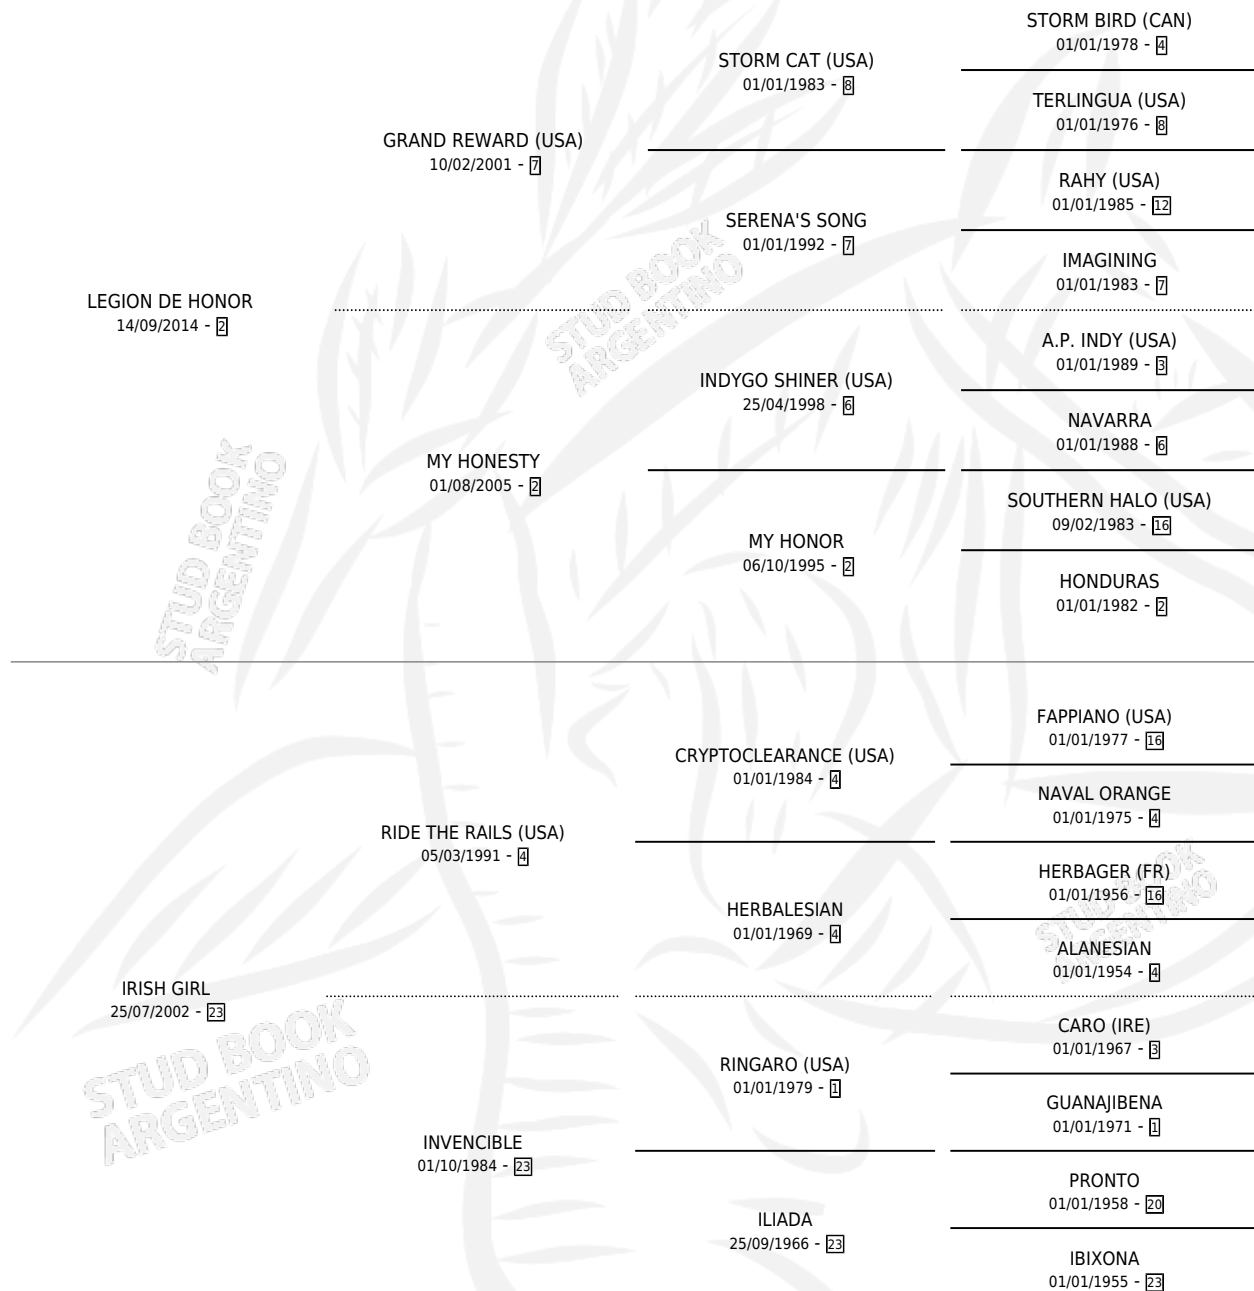 STORM BIRD (CAN)
01/01/1978 - 4
STORM CAT (USA)
01/01/1983 - 8
TERLINGUA (USA)
01/01/1976 - 8
GRAND REWARD (USA)
10/02/2001 - 7
RAHY (USA)
01/01/1985 - 12
SERENA'S SONG
01/01/1992 - 7
IMAGINING
01/01/1983 - 7
LEGION DE HONOR
14/09/2014 - 2
STUD BOOK
ARGENTINO
A.P. INDY (USA)
01/01/1989 - 3
INDYGO SHINER (USA)
25/04/1998 - 6
NAVARRA
01/01/1988 - 6
MY HONESTY
01/08/2005 - 2
STUD BOOK
ARGENTINO
SOUTHERN HALO (USA)
09/02/1983 - 16
MY HONOR
06/10/1995 - 2
HONDURAS
01/01/1982 - 2
FAPPIANO (USA)
01/01/1977 - 16
CRYPTOCLEARANCE (USA)
01/01/1984 - 4
NAVAL ORANGE
01/01/1975 - 4
RIDE THE RAILS (USA)
05/03/1991 - 4
HERBAGER (FR)
01/01/1956 - 16
STUD BOOK
ARGENTINO
HERBALESIAN
01/01/1969 - 4
ALANESIAN
01/01/1954 - 4
IRISH GIRL
25/07/2002 - 23
STUD BOOK
ARGENTINO
CARO (IRE)
01/01/1967 - 3
RINGARO (USA)
01/01/1979 - 1
GUANAJIBENA
01/01/1971 - 1
INVENCIBLE
01/10/1984 - 23
PRONTO
01/01/1958 - 20
ILIADA
25/09/1966 - 23
IBIXONA
01/01/1955 - 23